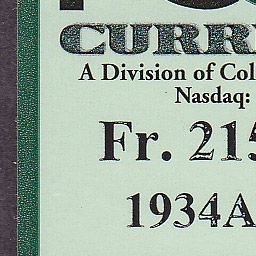 CURR
A Division of Col
Nasdaq:
Fr. 215
1934A